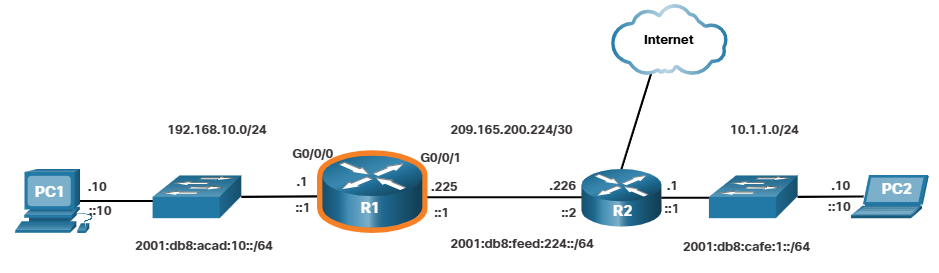 Internet
192.168.10.0/24
209.165.200.224/30
10.1.1.0/24
G0/0/0
G0/0/1
PC1
.10
::10
.1
::1
R1
.225
::1
.226
::2
R2
.1
::1
.10
::10
PC2
2001:db8:acad:10::/64
2001:db8:feed:224::/64
2001:db8:cafe:1::/64